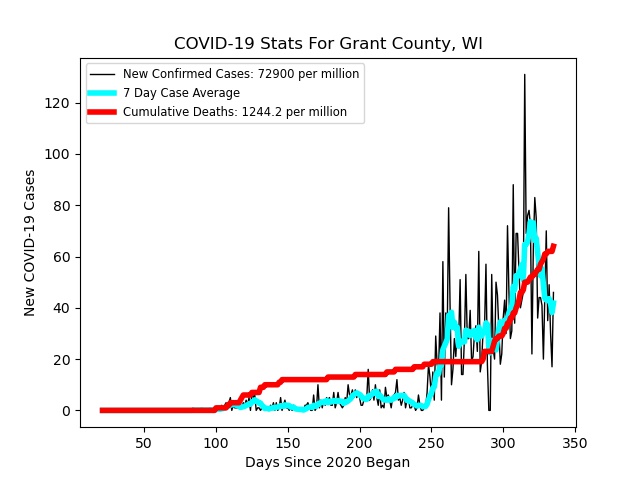 COVID-19 Stats For Grant County, WI
New Confirmed Cases: 72900 per million
7 Day Case Average
Cumulative Deaths: 1244.2 per million
New COVID-19 Cases
120
100
80
60
40
20
0
50
100
150
200
250
300
350
Days Since 2020 Began